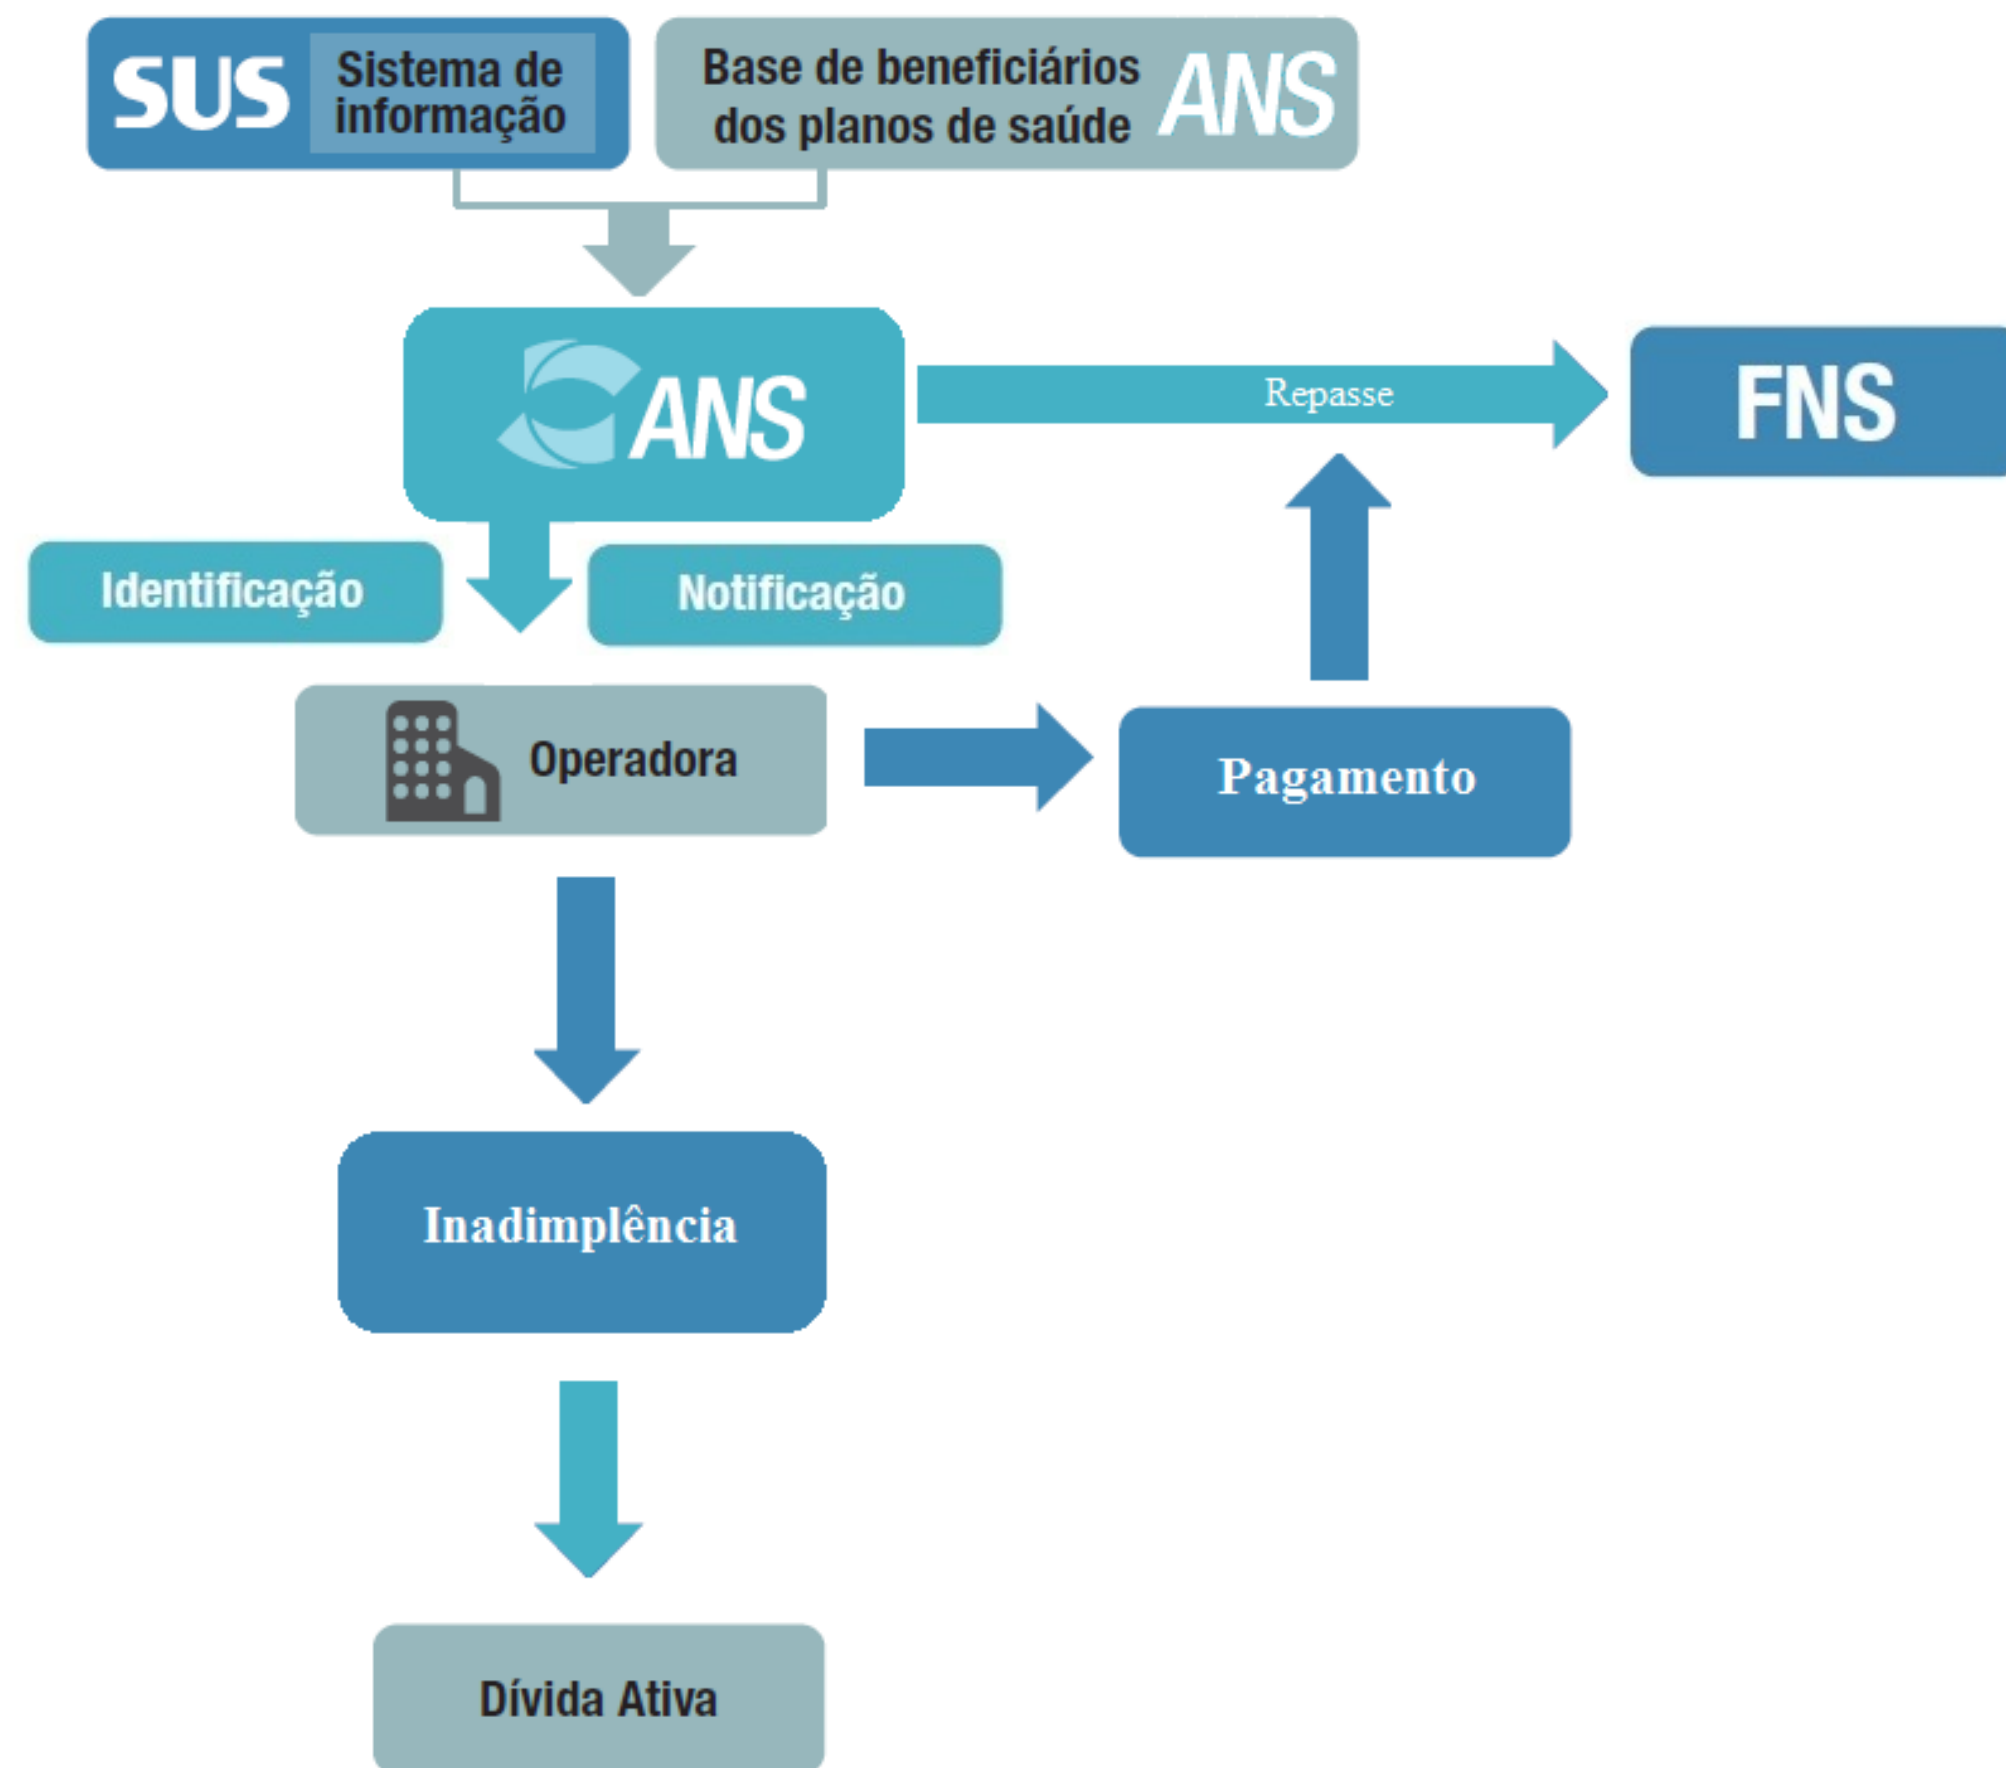 SUS
Sistema de
informação
Base de beneficiários
dos planos de saúde
ANS
ANS
Repasse
FNS
Identificação
Notificação
Operadora
Pagamento
Inadimplência
Dívida Ativa